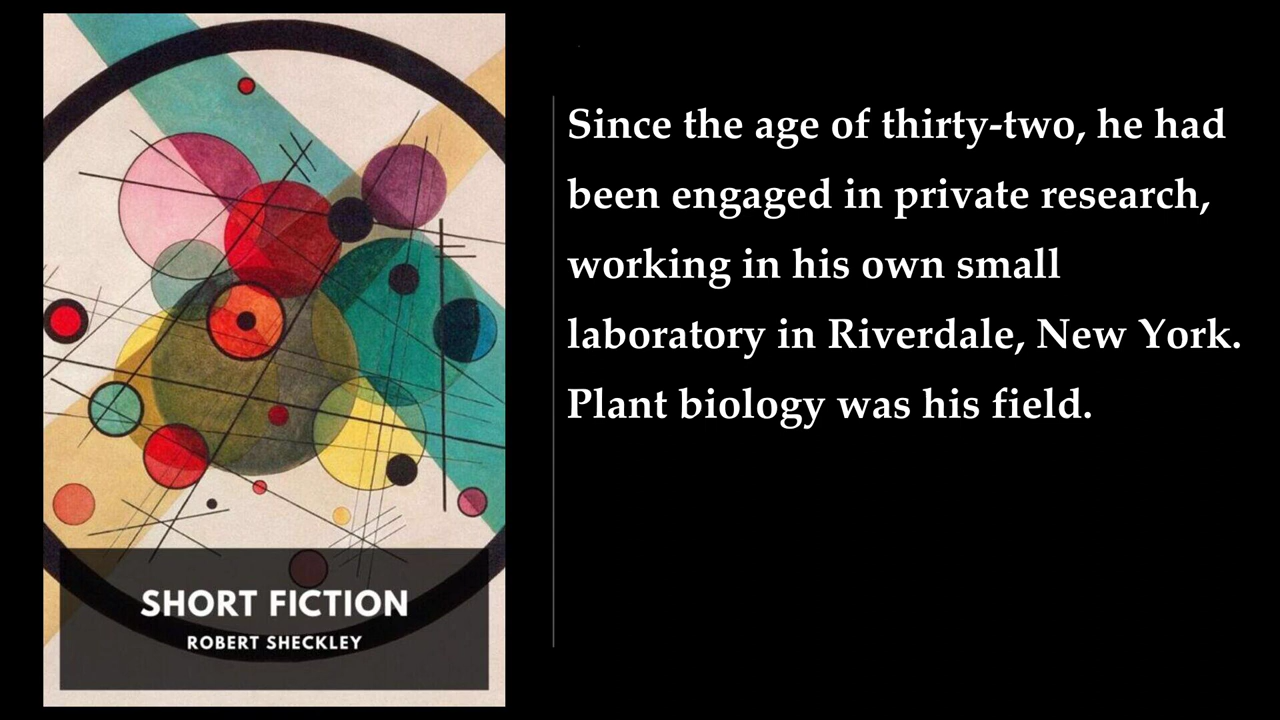 SHORT FICTION
ROBERT SHECKLEY
Since the age of thirty-two, he had
been engaged in private research,
working in his own small
laboratory in Riverdale, New York.
Plant biology was his field.